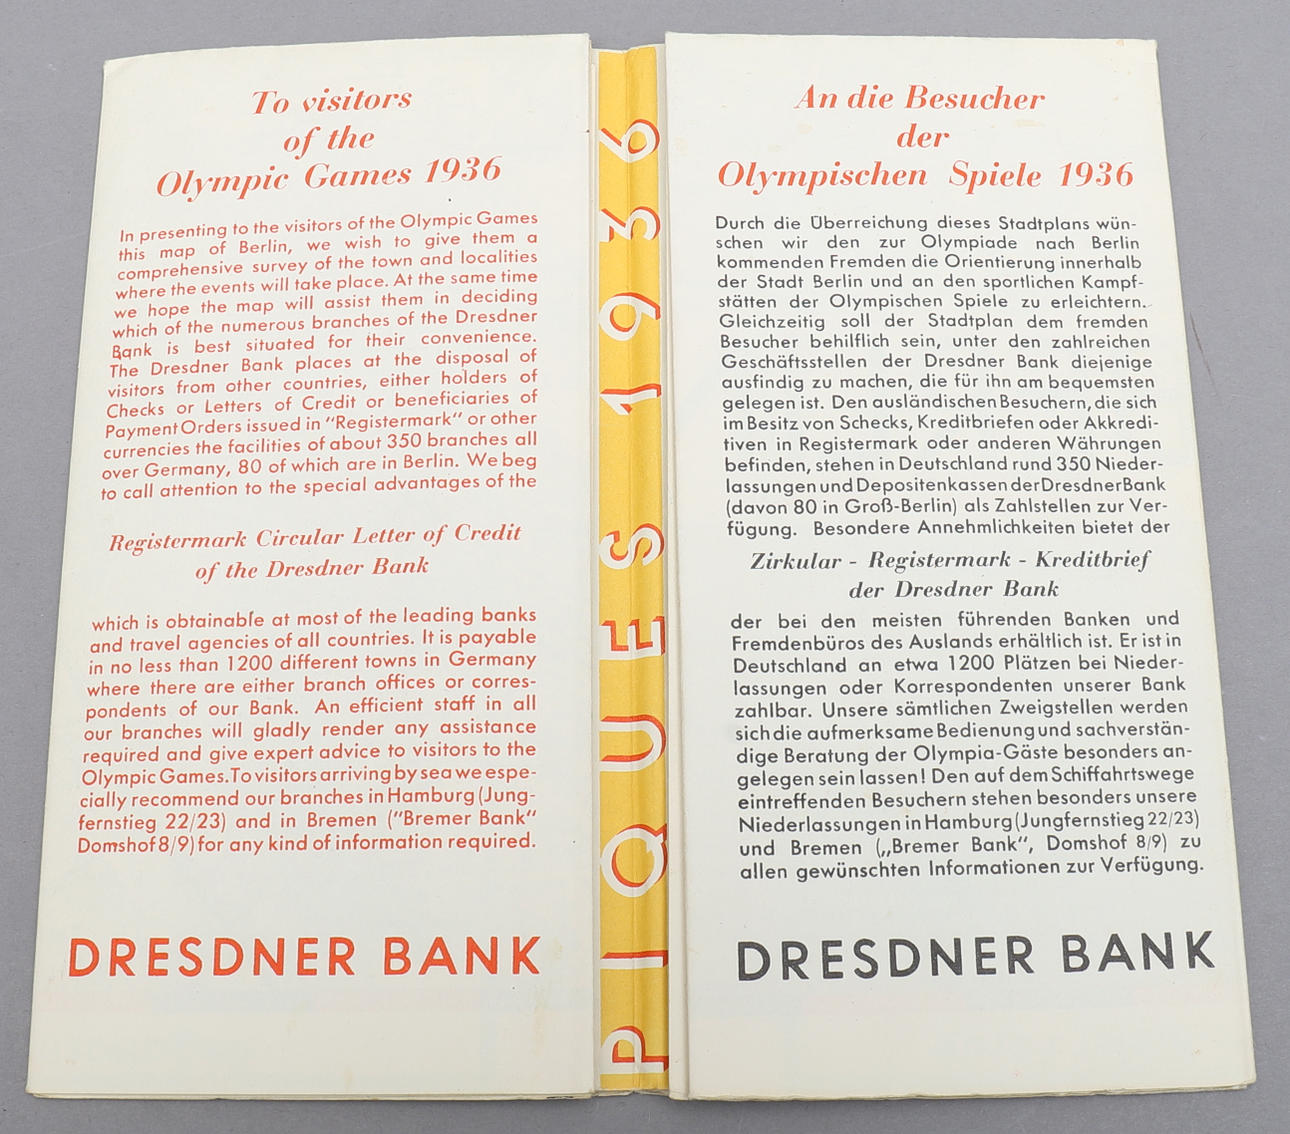 To visitors
of the
Olympic Games 1936
In presenting to the visitors of the Olympic Games
this map of Berlin, we wish to give them a
comprehensive survey of the town and localities
where the events will take place. At the same time
we hope the map will assist them in deciding
which of the numerous branches of the Dresdner
Bank is best situated for their convenience.
The Dresdner Bank places at the disposal of
visitors from other countries, either holders of
Checks or Letters of Credit or beneficiaries of
Payment Orders issued in "Registermark" or other
currencies the facilities of about 350 branches all
over Germany, 80 of which are in Berlin. We beg
to call attention to the special advantages of the
Registermark Circular Letter of Credit
of the Dresdner Bank
which is obtainable at most of the leading banks
and travel agencies of all countries. It is payable
in no less than 1200 different towns in Germany
where there are either branch offices or corres-
pondents of our Bank. An efficient staff in all
our branches will gladly render any assistance
required and give expert advice to visitors to the
Olympic Games. To visitors arriving by sea we espe-
cially recommend our branches in Hamburg (Jung-
fernstieg 22/23) and in Bremen ("Bremer Bank"
Domshof 8/9) for any kind of information required.
DRESDNER BANK
PIQUES 1936
An die Besucher
der
Olympischen Spiele 1936
Durch die Überreichung dieses Stadtplans wün-
schen wir den zur Olympiade nach Berlin
kommenden Fremden die Orientierung innerhalb
der Stadt Berlin und an den sportlichen Kampf-
stätten der Olympischen Spiele zu erleichtern.
Gleichzeitig soll der Stadtplan dem fremden
Besucher behilflich sein, unter den zahlreichen
Geschäftsstellen der Dresdner Bank diejenige
ausfindig zu machen, die für ihn am bequemsten
gelegen ist. Den ausländischen Besuchern, die sich
im Besitz von Schecks, Kreditbriefen oder Akkredi-
tiven in Registermark oder anderen Währungen
befinden, stehen in Deutschland rund 350 Nieder-
lassungen und Depositenkassen der Dresdner Bank
(davon 80 in Groß-Berlin) als Zahlstellen zur Ver-
fügung. Besondere Annehmlichkeiten bietet der
Zirkular - Registermark - Kreditbrief
der Dresdner Bank
der bei den meisten führenden Banken und
Fremdenbüros des Auslands erhältlich ist. Er ist in
Deutschland an etwa 1200 Plätzen bei Nieder-
lassungen oder Korrespondenten unserer Bank
zahlbar. Unsere sämtlichen Zweigstellen werden
sich die aufmerksame Bedienung und sachverstän-
dige Beratung der Olympia-Gäste besonders an-
gelegen sein lassen! Den auf dem Schiffahrtswege
eintreffenden Besuchern stehen besonders unsere
Niederlassungen in Hamburg (Jungfernstieg 22/23)
und Bremen („Bremer Bank“, Domshof 8/9) zu
allen gewünschten Informationen zur Verfügung.
DRESDNER BANK